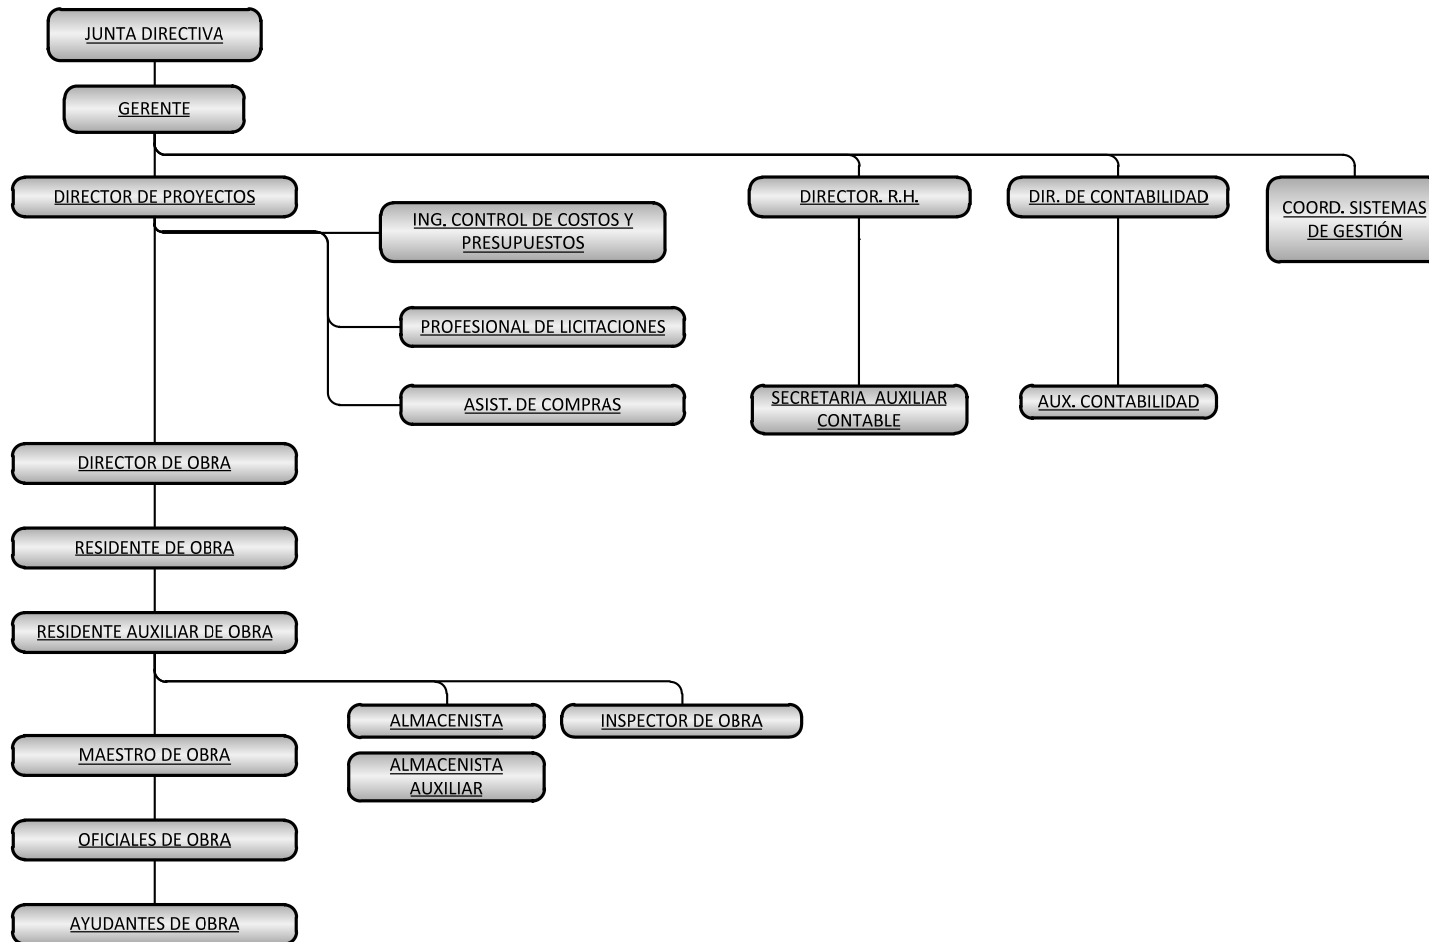 JUNTA DIRECTIVA
GERENTE
DIRECTOR DE PROYECTOS
ING. CONTROL DE COSTOS Y
PRESUPUESTOS
DIRECTOR. R.H.
DIR. DE CONTABILIDAD
COORD. SISTEMAS
DE GESTIÓN
PROFESIONAL DE LICITACIONES
ASIST. DE COMPRAS
SECRETARIA AUXILIAR
CONTABLE
AUX. CONTABILIDAD
DIRECTOR DE OBRA
RESIDENTE DE OBRA
RESIDENTE AUXILIAR DE OBRA
ALMACENISTA
INSPECTOR DE OBRA
MAESTRO DE OBRA
ALMACENISTA
AUXILIAR
OFICIALES DE OBRA
AYUDANTES DE OBRA